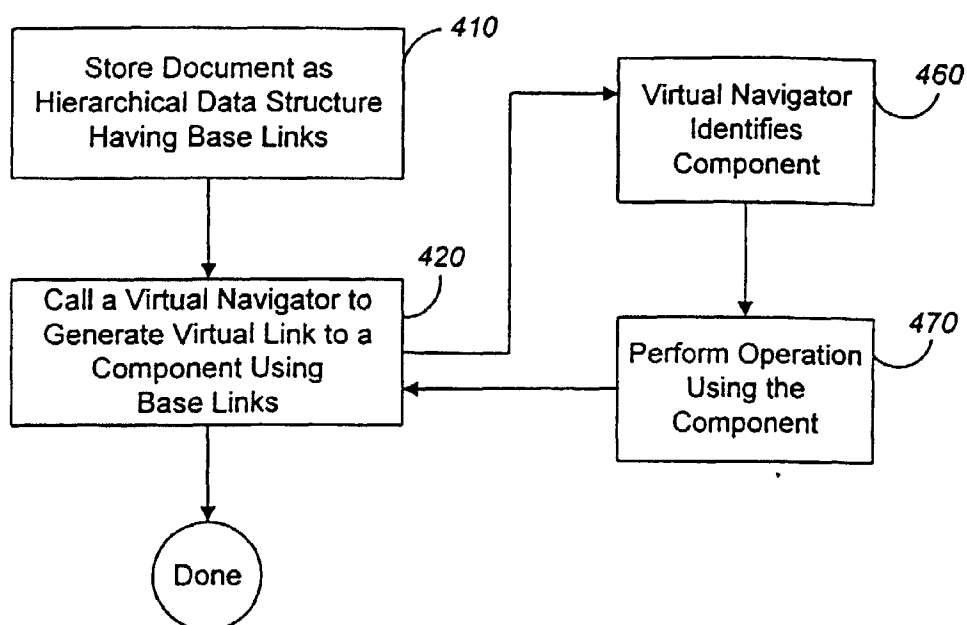 410
Store Document as
Hierarchical Data Structure
Having Base Links
460
Virtual Navigator
Identifies
Component
420
Call a Virtual Navigator to
Generate Virtual Link to a
Component Using
Base Links
470
Perform Operation
Using the
Component
Done